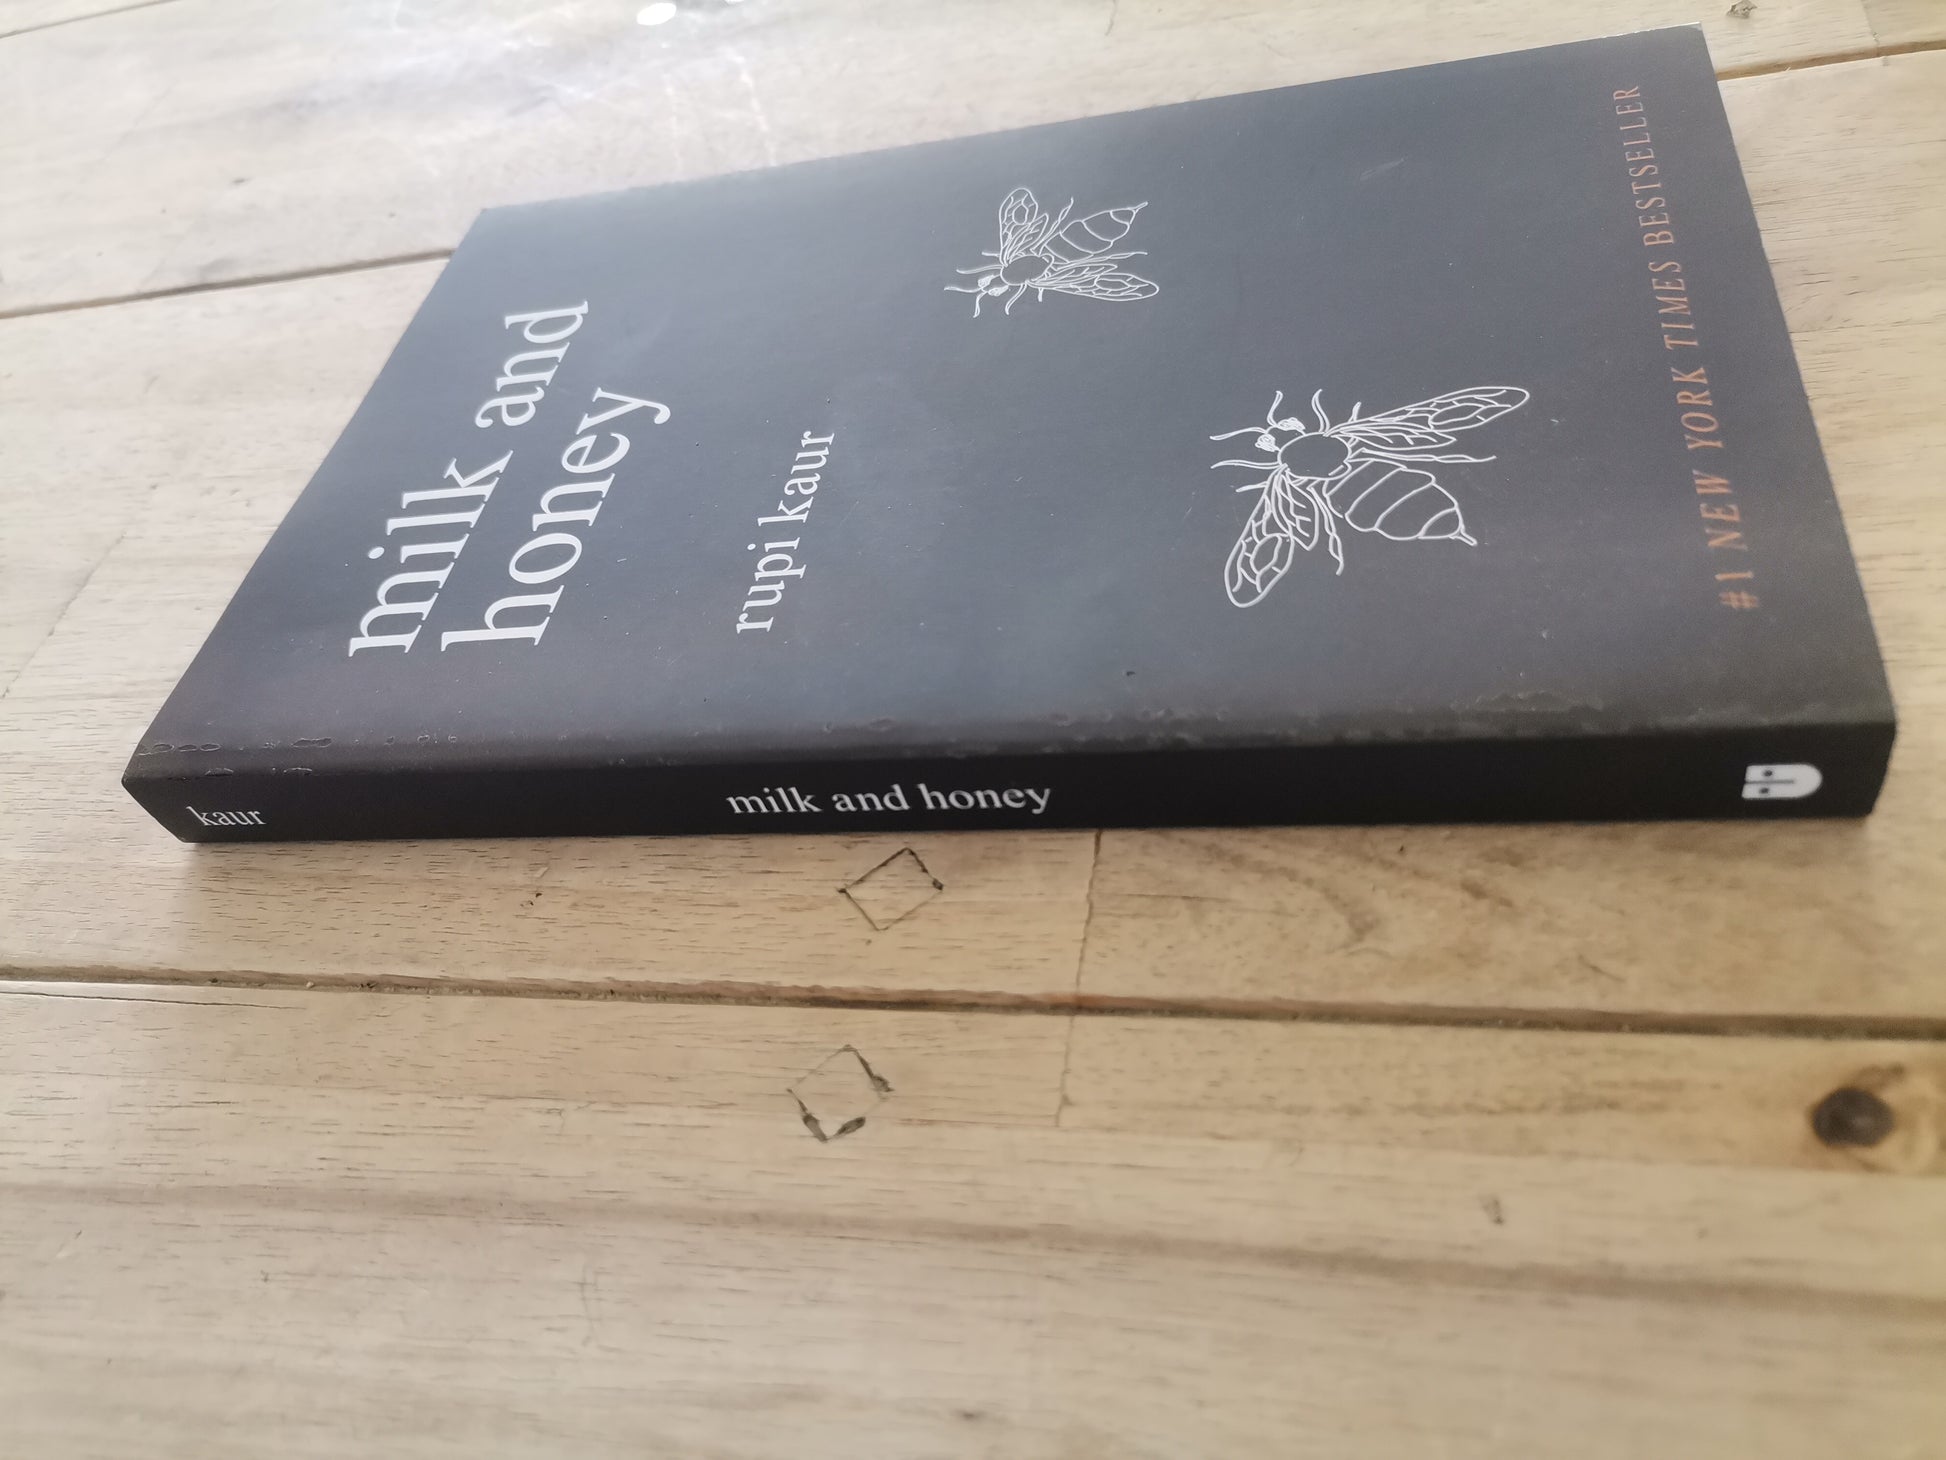 milk and
honey
rupi kaur
#1 NEW YORK TIMES BESTSELLER
kaur
milk and honey